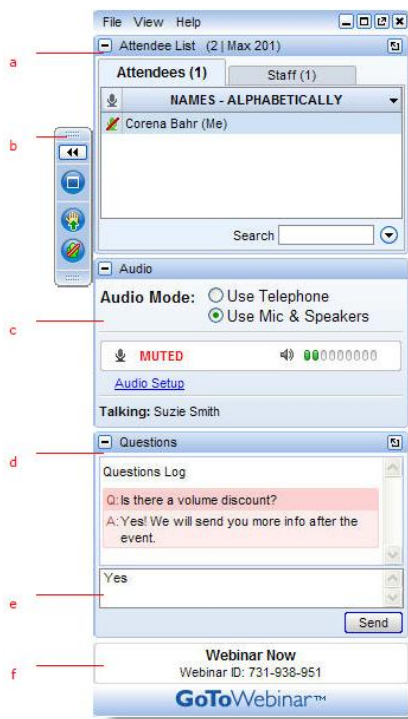 File View Help
a
Attendee List (2 | Max 201)
Attendees (1)
Staff (1)
NAMES - ALPHABETICALLY
b
Corena Bahr (Me)
Search
Audio
Audio Mode: Use Telephone
Use Mic & Speakers
c
MUTED
Audio Setup
Talking: Suzie Smith
Questions
d
Questions Log
Q: Is there a volume discount?
A: Yes! We will send you more info after the
event.
Yes
e
Send
Webinar Now
f
Webinar ID: 731-938-951
GoToWebinar™